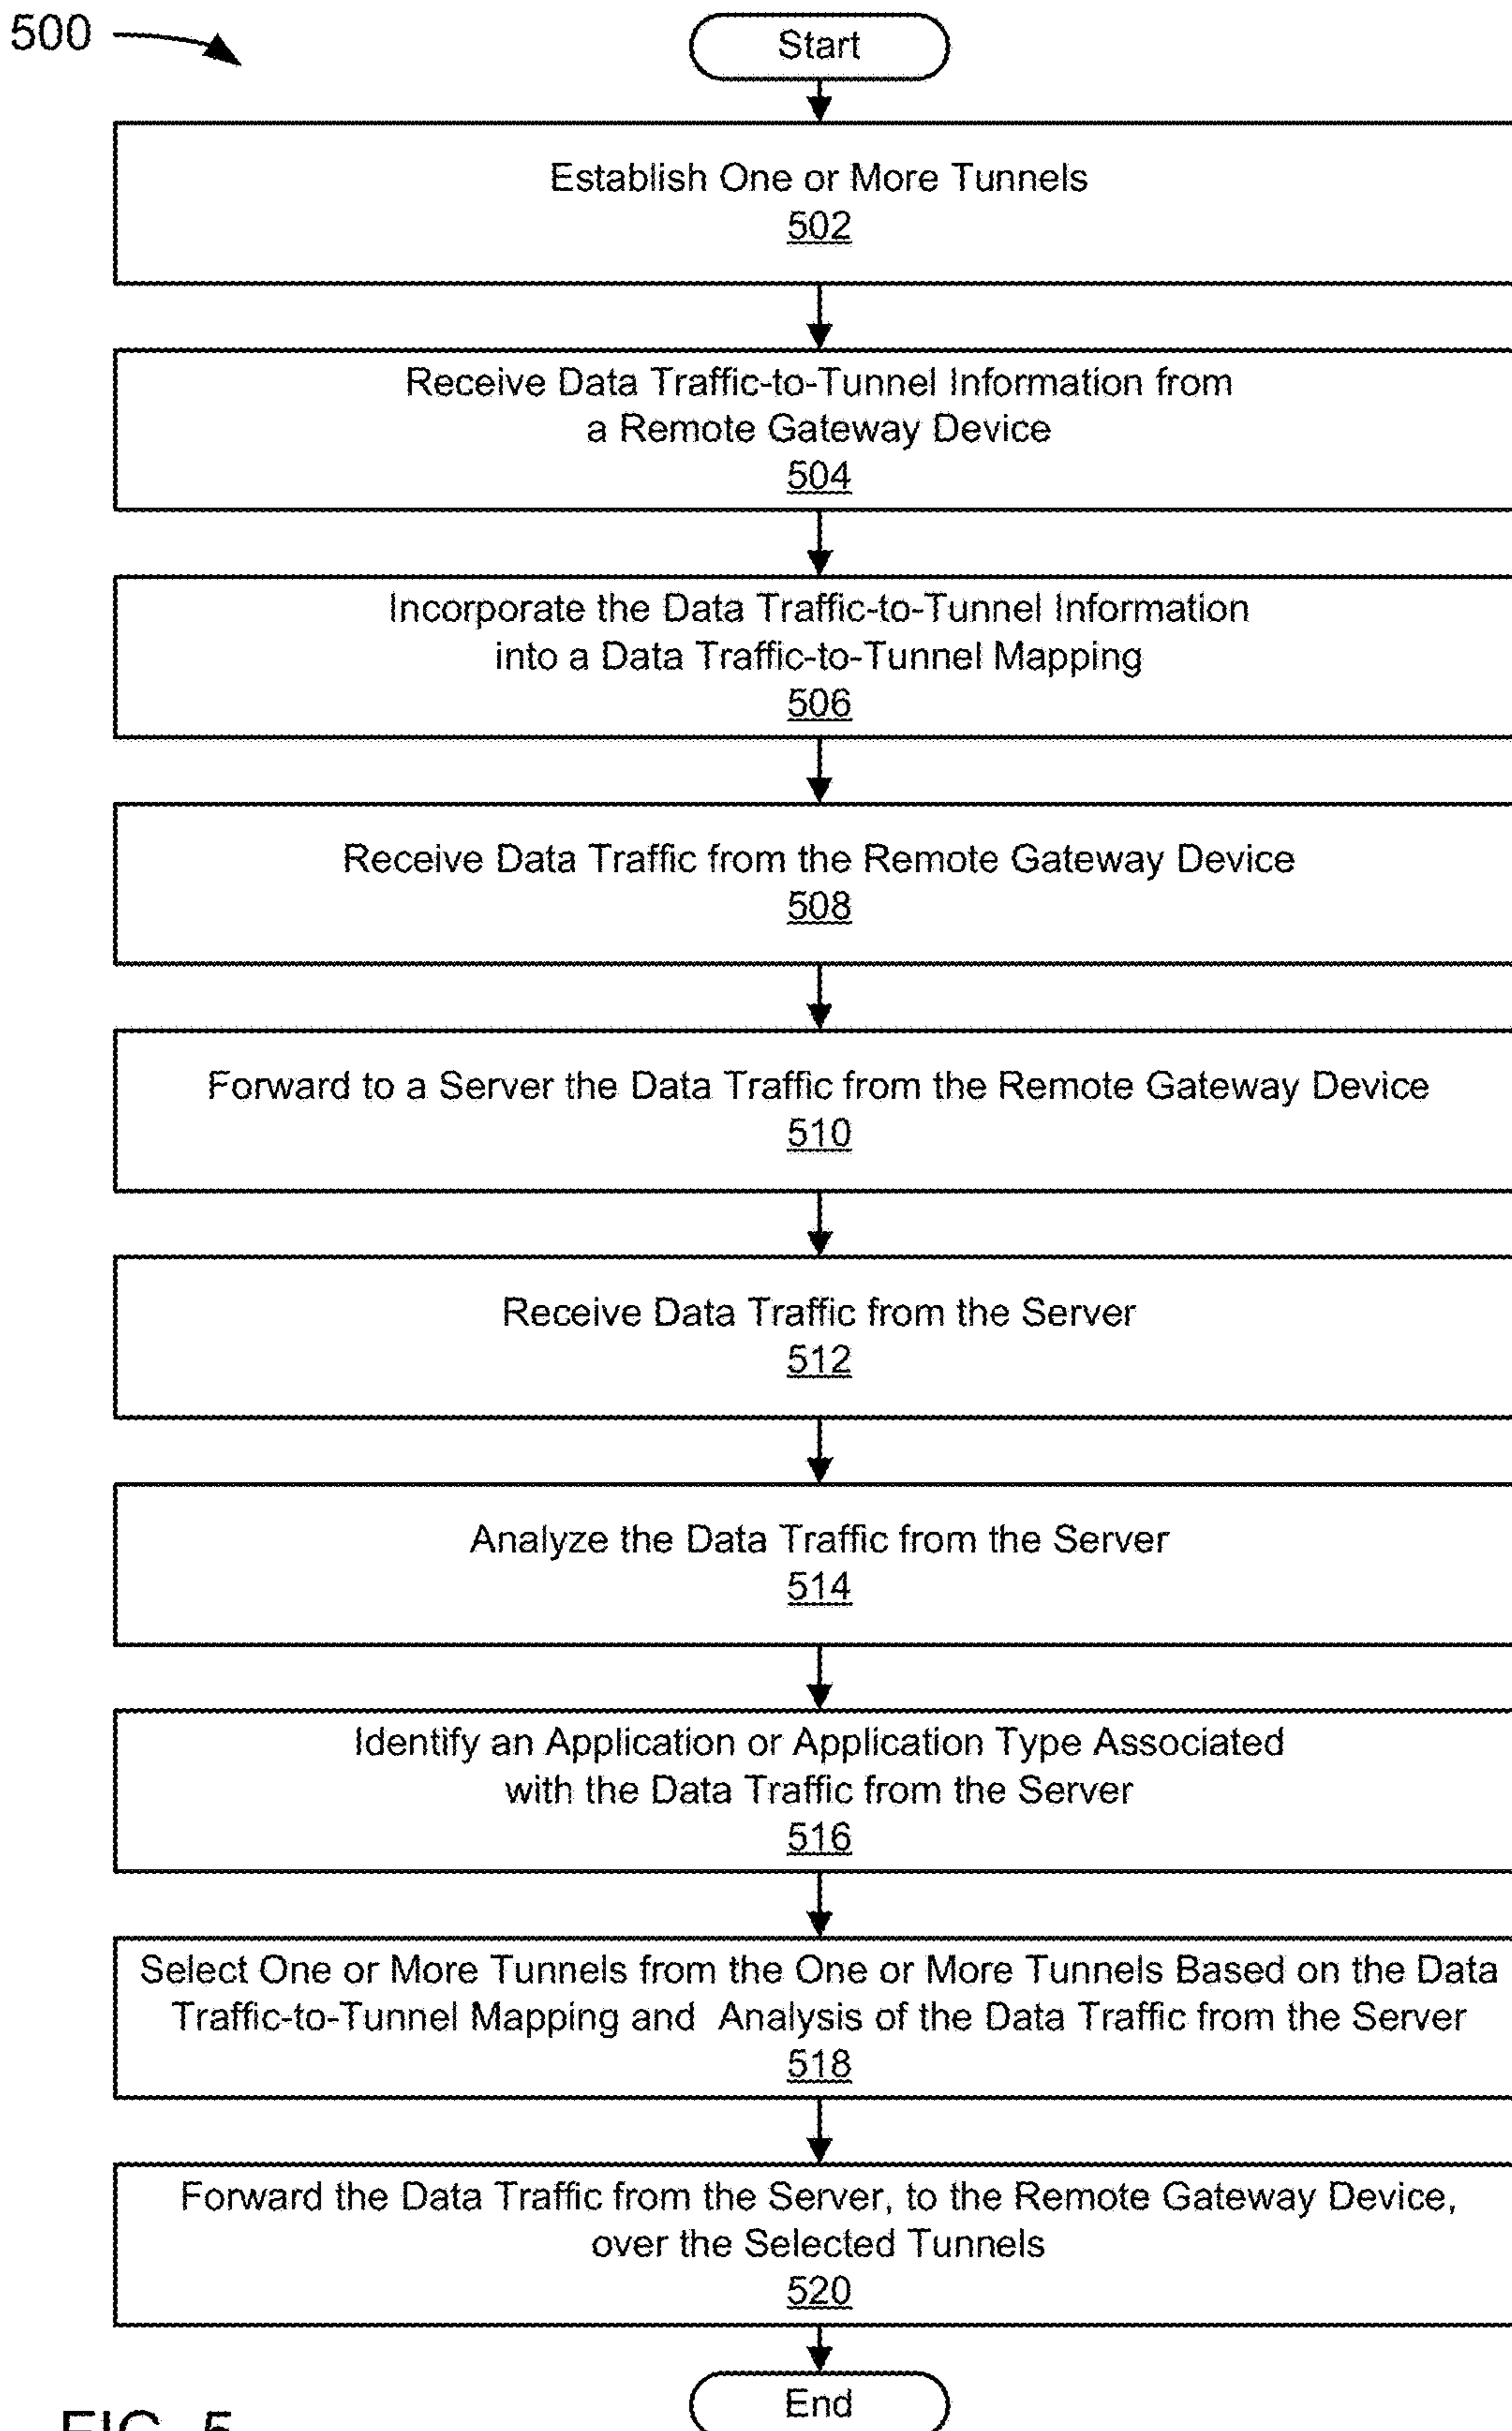 500
Start
Establish One or More Tunnels
502
Receive Data Traffic-to-Tunnel Information from
a Remote Gateway Device
504
Incorporate the Data Traffic-to-Tunnel Information
into a Data Traffic-to-Tunnel Mapping
506
Receive Data Traffic from the Remote Gateway Device
508
Forward to a Server the Data Traffic from the Remote Gateway Device
510
Receive Data Traffic from the Server
512
Analyze the Data Traffic from the Server
514
Identify an Application or Application Type Associated
with the Data Traffic from the Server
516
Select One or More Tunnels from the One or More Tunnels Based on the Data
Traffic-to-Tunnel Mapping and Analysis of the Data Traffic from the Server
518
Forward the Data Traffic from the Server, to the Remote Gateway Device,
over the Selected Tunnels
520
End
FIG. 5